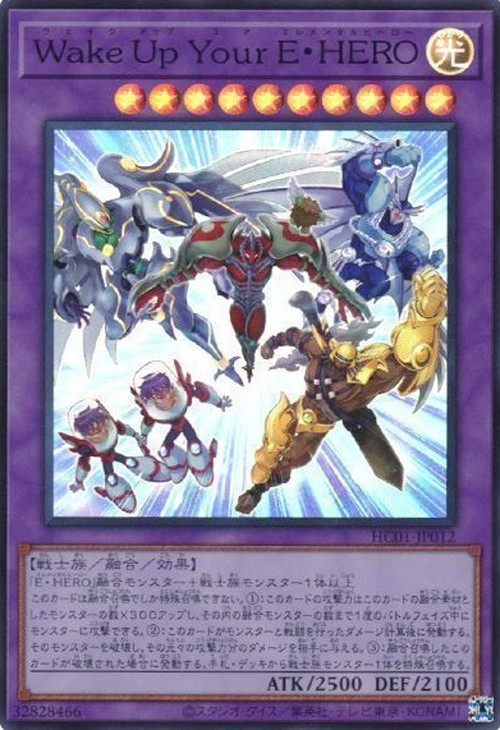 ウェイク アップ ユア エレメンタルヒーロー
Wake Up Your E・HERO
光
HC01-JP012
【戦士族/融合/効果】
「E・HERO」融合モンスター+戦士族モンスター1体以上
このカードは融合召喚でしか特殊召喚できない。①:このカードの攻撃力はこのカードの融合素材と
したモンスターの数×300アップし、その内の融合モンスターの数まで1度のバトルフェイズ中に
モンスターに攻撃できる。②:このカードがモンスターと戦闘を行ったダメージ計算後に発動する。
そのモンスターを破壊し、その元々の攻撃力分のダメージを相手に与える。③:融合召喚したこ
のカードが破壊された場合に発動する。手札・デッキから戦士族モンスター1体を特殊召喚する。
ATK/2500 DEF/2100
32828466
©スタジオ・ダイス/集英社・テレビ東京・KONAMI